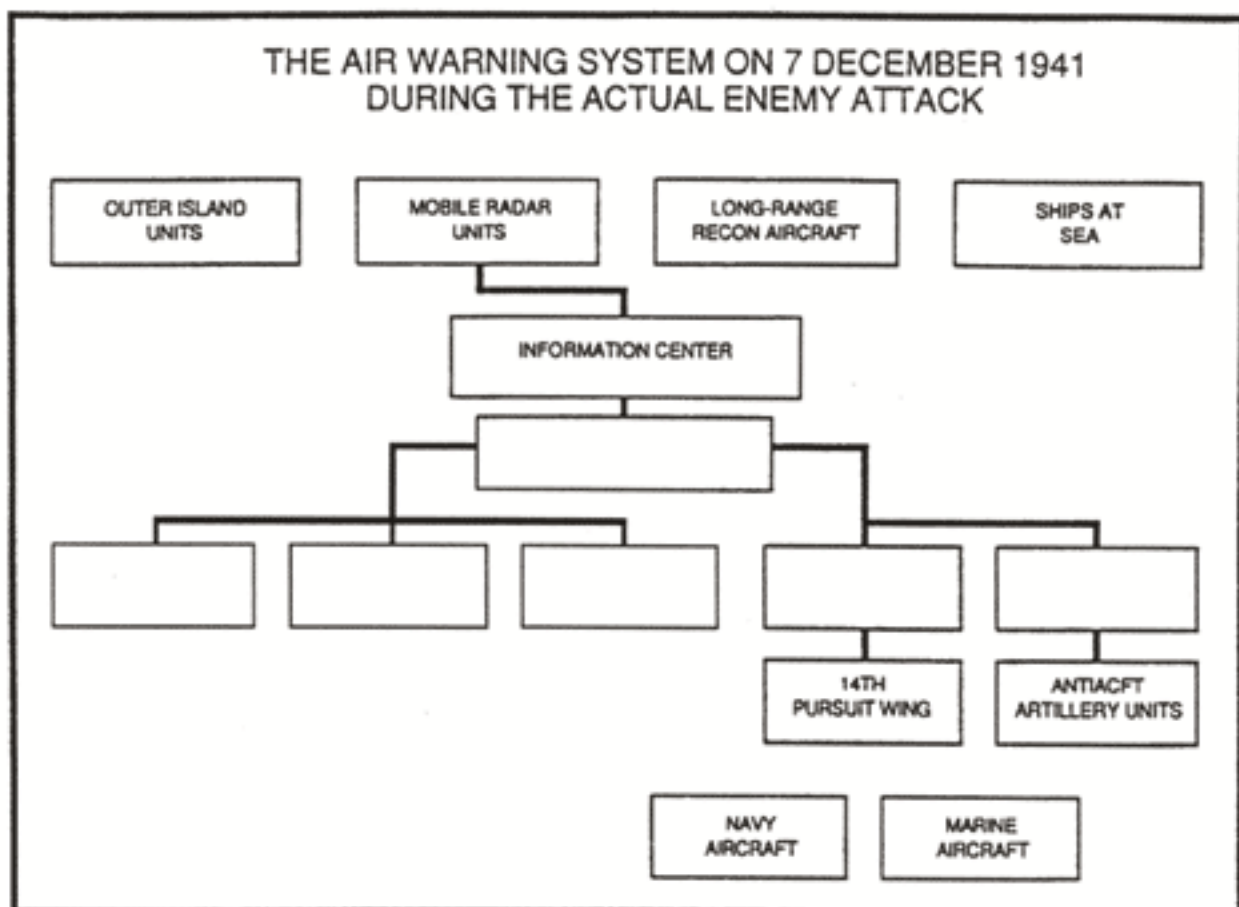 THE AIR WARNING SYSTEM ON 7 DECEMBER 1941
DURING THE ACTUAL ENEMY ATTACK
OUTER ISLAND
UNITS
MOBILE RADAR
UNITS
LONG-RANGE
RECON AIRCRAFT
SHIPS AT
SEA
INFORMATION CENTER
14TH
PURSUIT WING
ANTIACFT
ARTILLERY UNITS
NAVY
AIRCRAFT
MARINE
AIRCRAFT